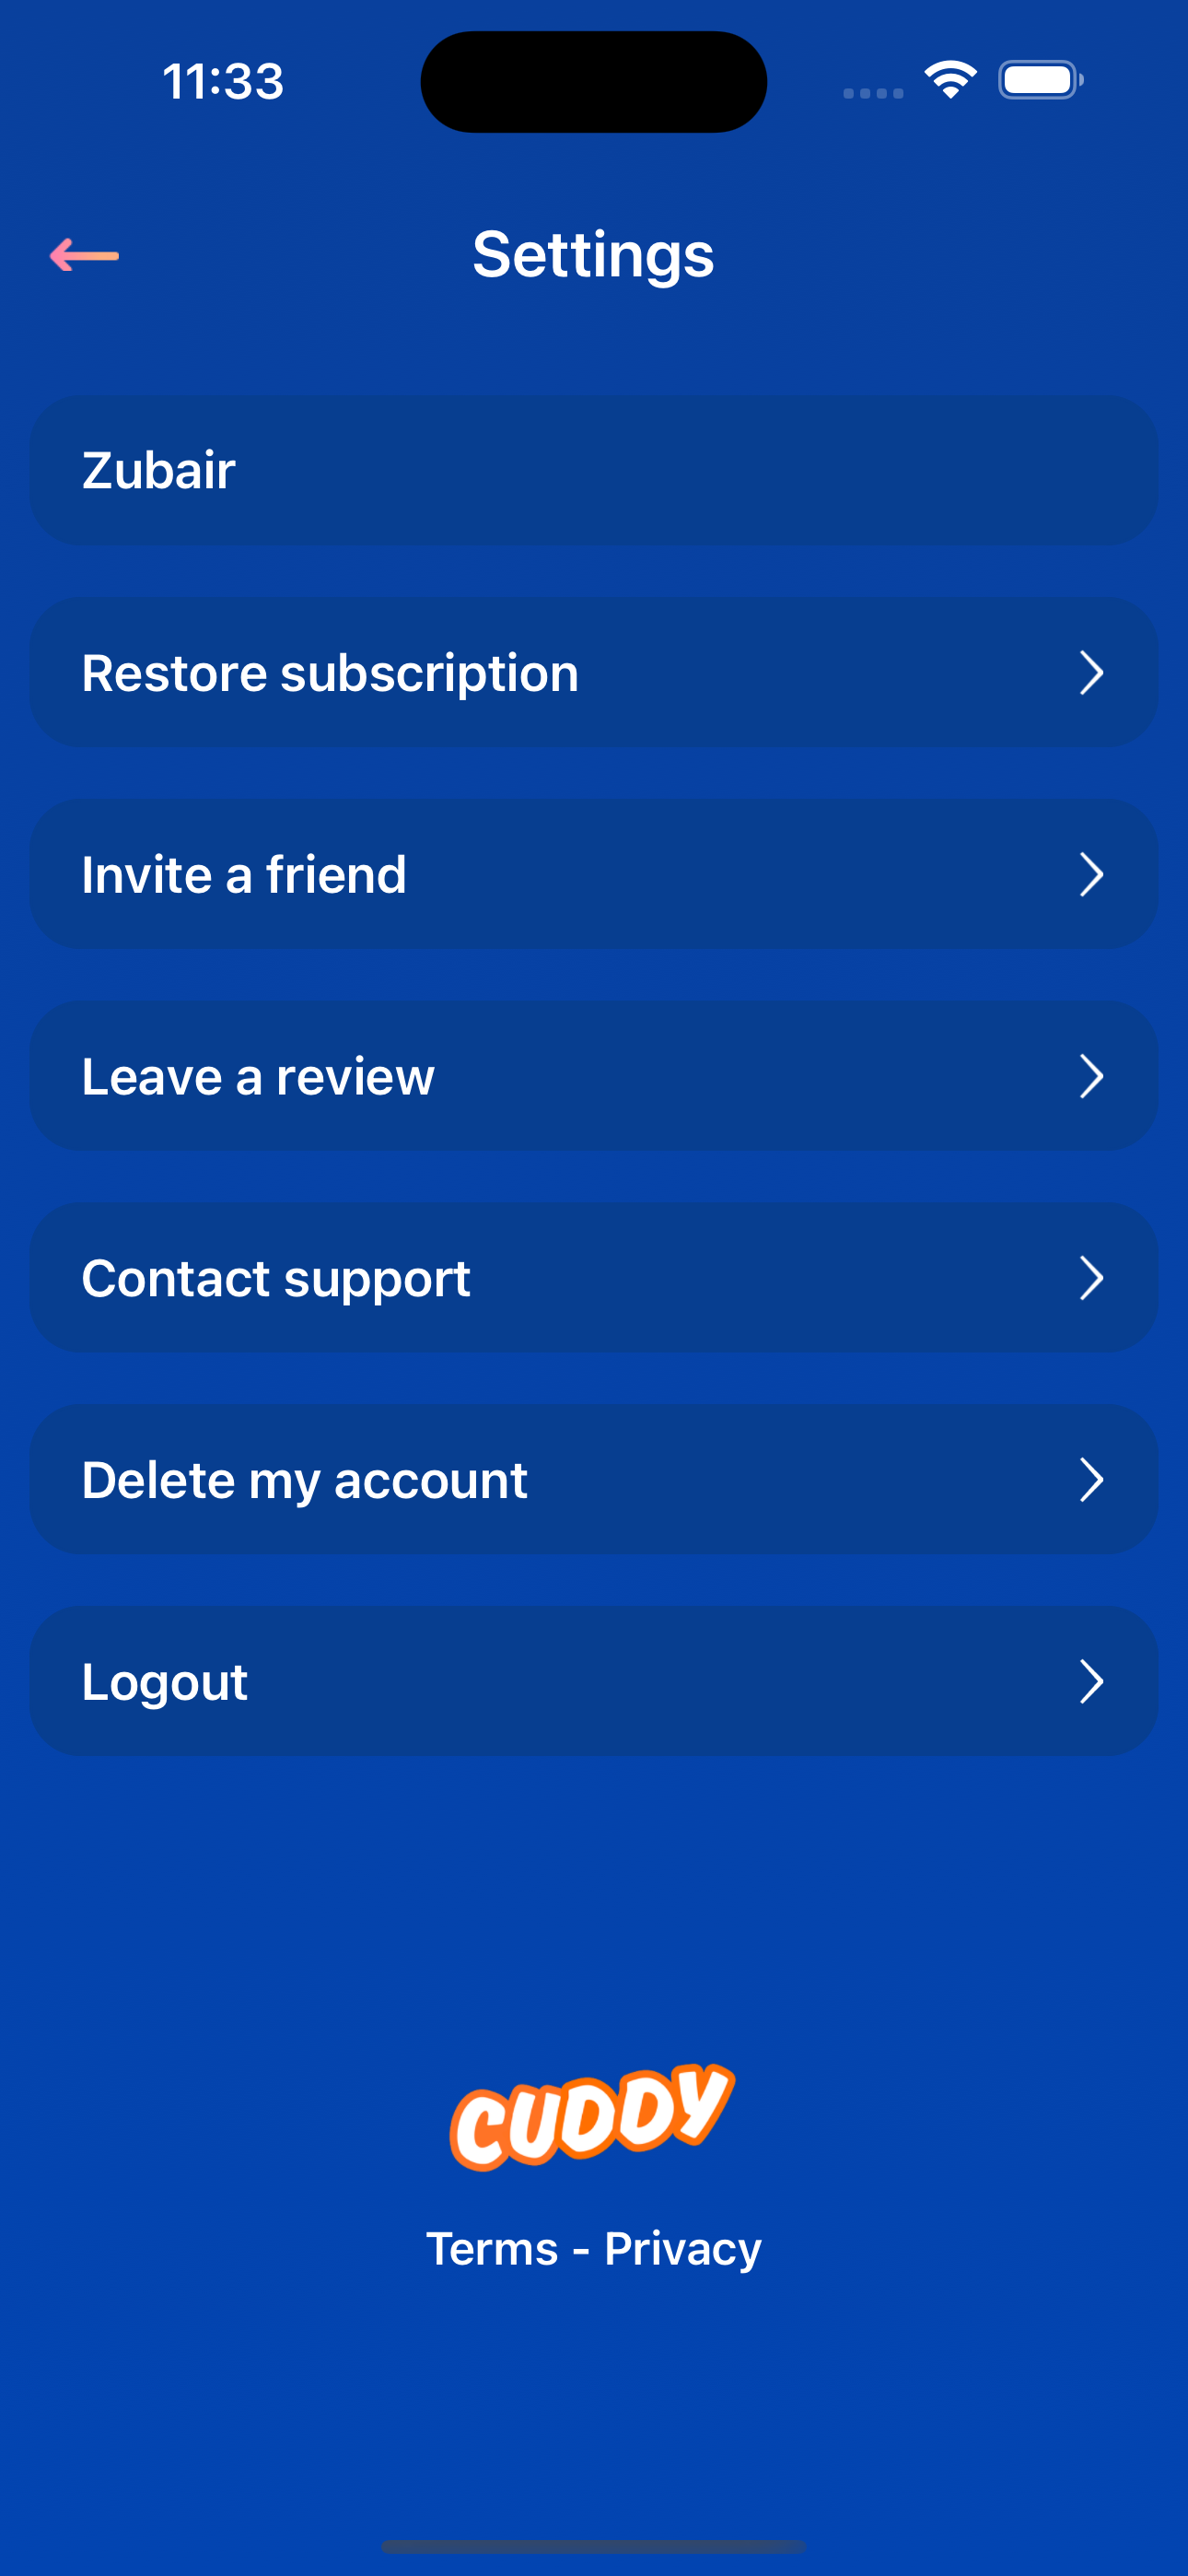 11:33
Settings
Zubair
Restore subscription
Invite a friend
Leave a review
Contact support
Delete my account
Logout
CUDDY
Terms - Privacy